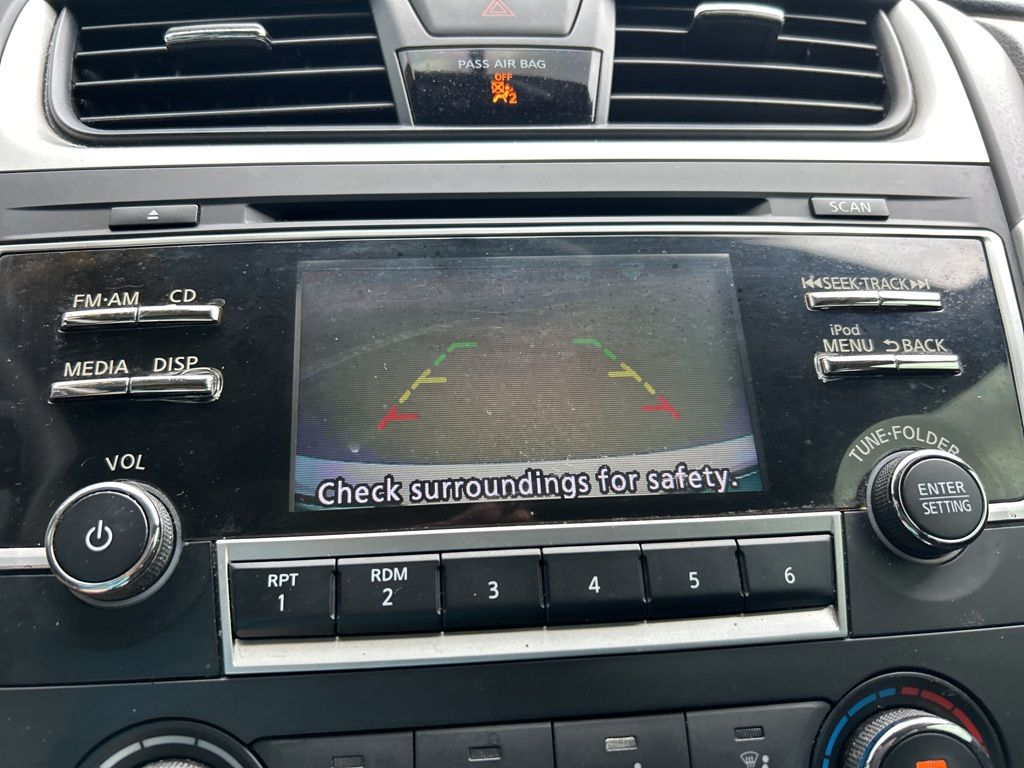 PASS AIR BAG
OFF
2
SCAN
FM·AM CD
SEEK·TRACK
iPod
MEDIA DISP
MENU BACK
TUNE·FOLDER
VOL
Check surroundings for safety.
ENTER
SETTING
RPT
1
RDM
2
3
4
5
6